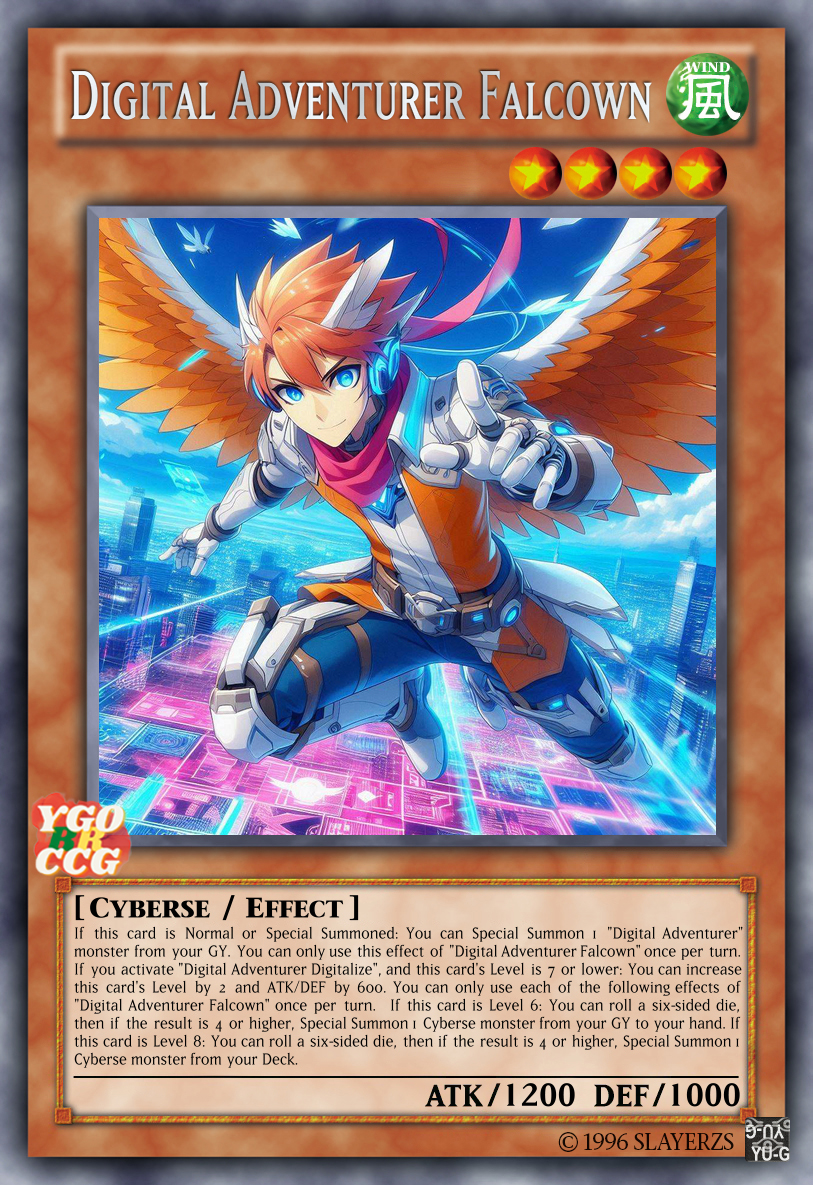 DIGITAL ADVENTURER FALCOWN
WIND
風
YGO
BR
CCG
[ CYBERSE / EFFECT ]
If this card is Normal or Special Summoned: You can Special Summon 1 "Digital Adventurer"
monster from your GY. You can only use this effect of "Digital Adventurer Falcown" once per turn.
If you activate "Digital Adventurer Digitalize", and this card's Level is 7 or lower: You can increase
this card's Level by 2 and ATK/DEF by 600. You can only use each of the following effects of
"Digital Adventurer Falcown" once per turn. If this card is Level 6: You can roll a six-sided die,
then if the result is 4 or higher, Special Summon 1 Cyberse monster from your GY to your hand. If
this card is Level 8: You can roll a six-sided die, then if the result is 4 or higher, Special Summon 1
Cyberse monster from your Deck.
ATK/1200 DEF/1000
© 1996 SLAYERZS
YU-G
YU-G